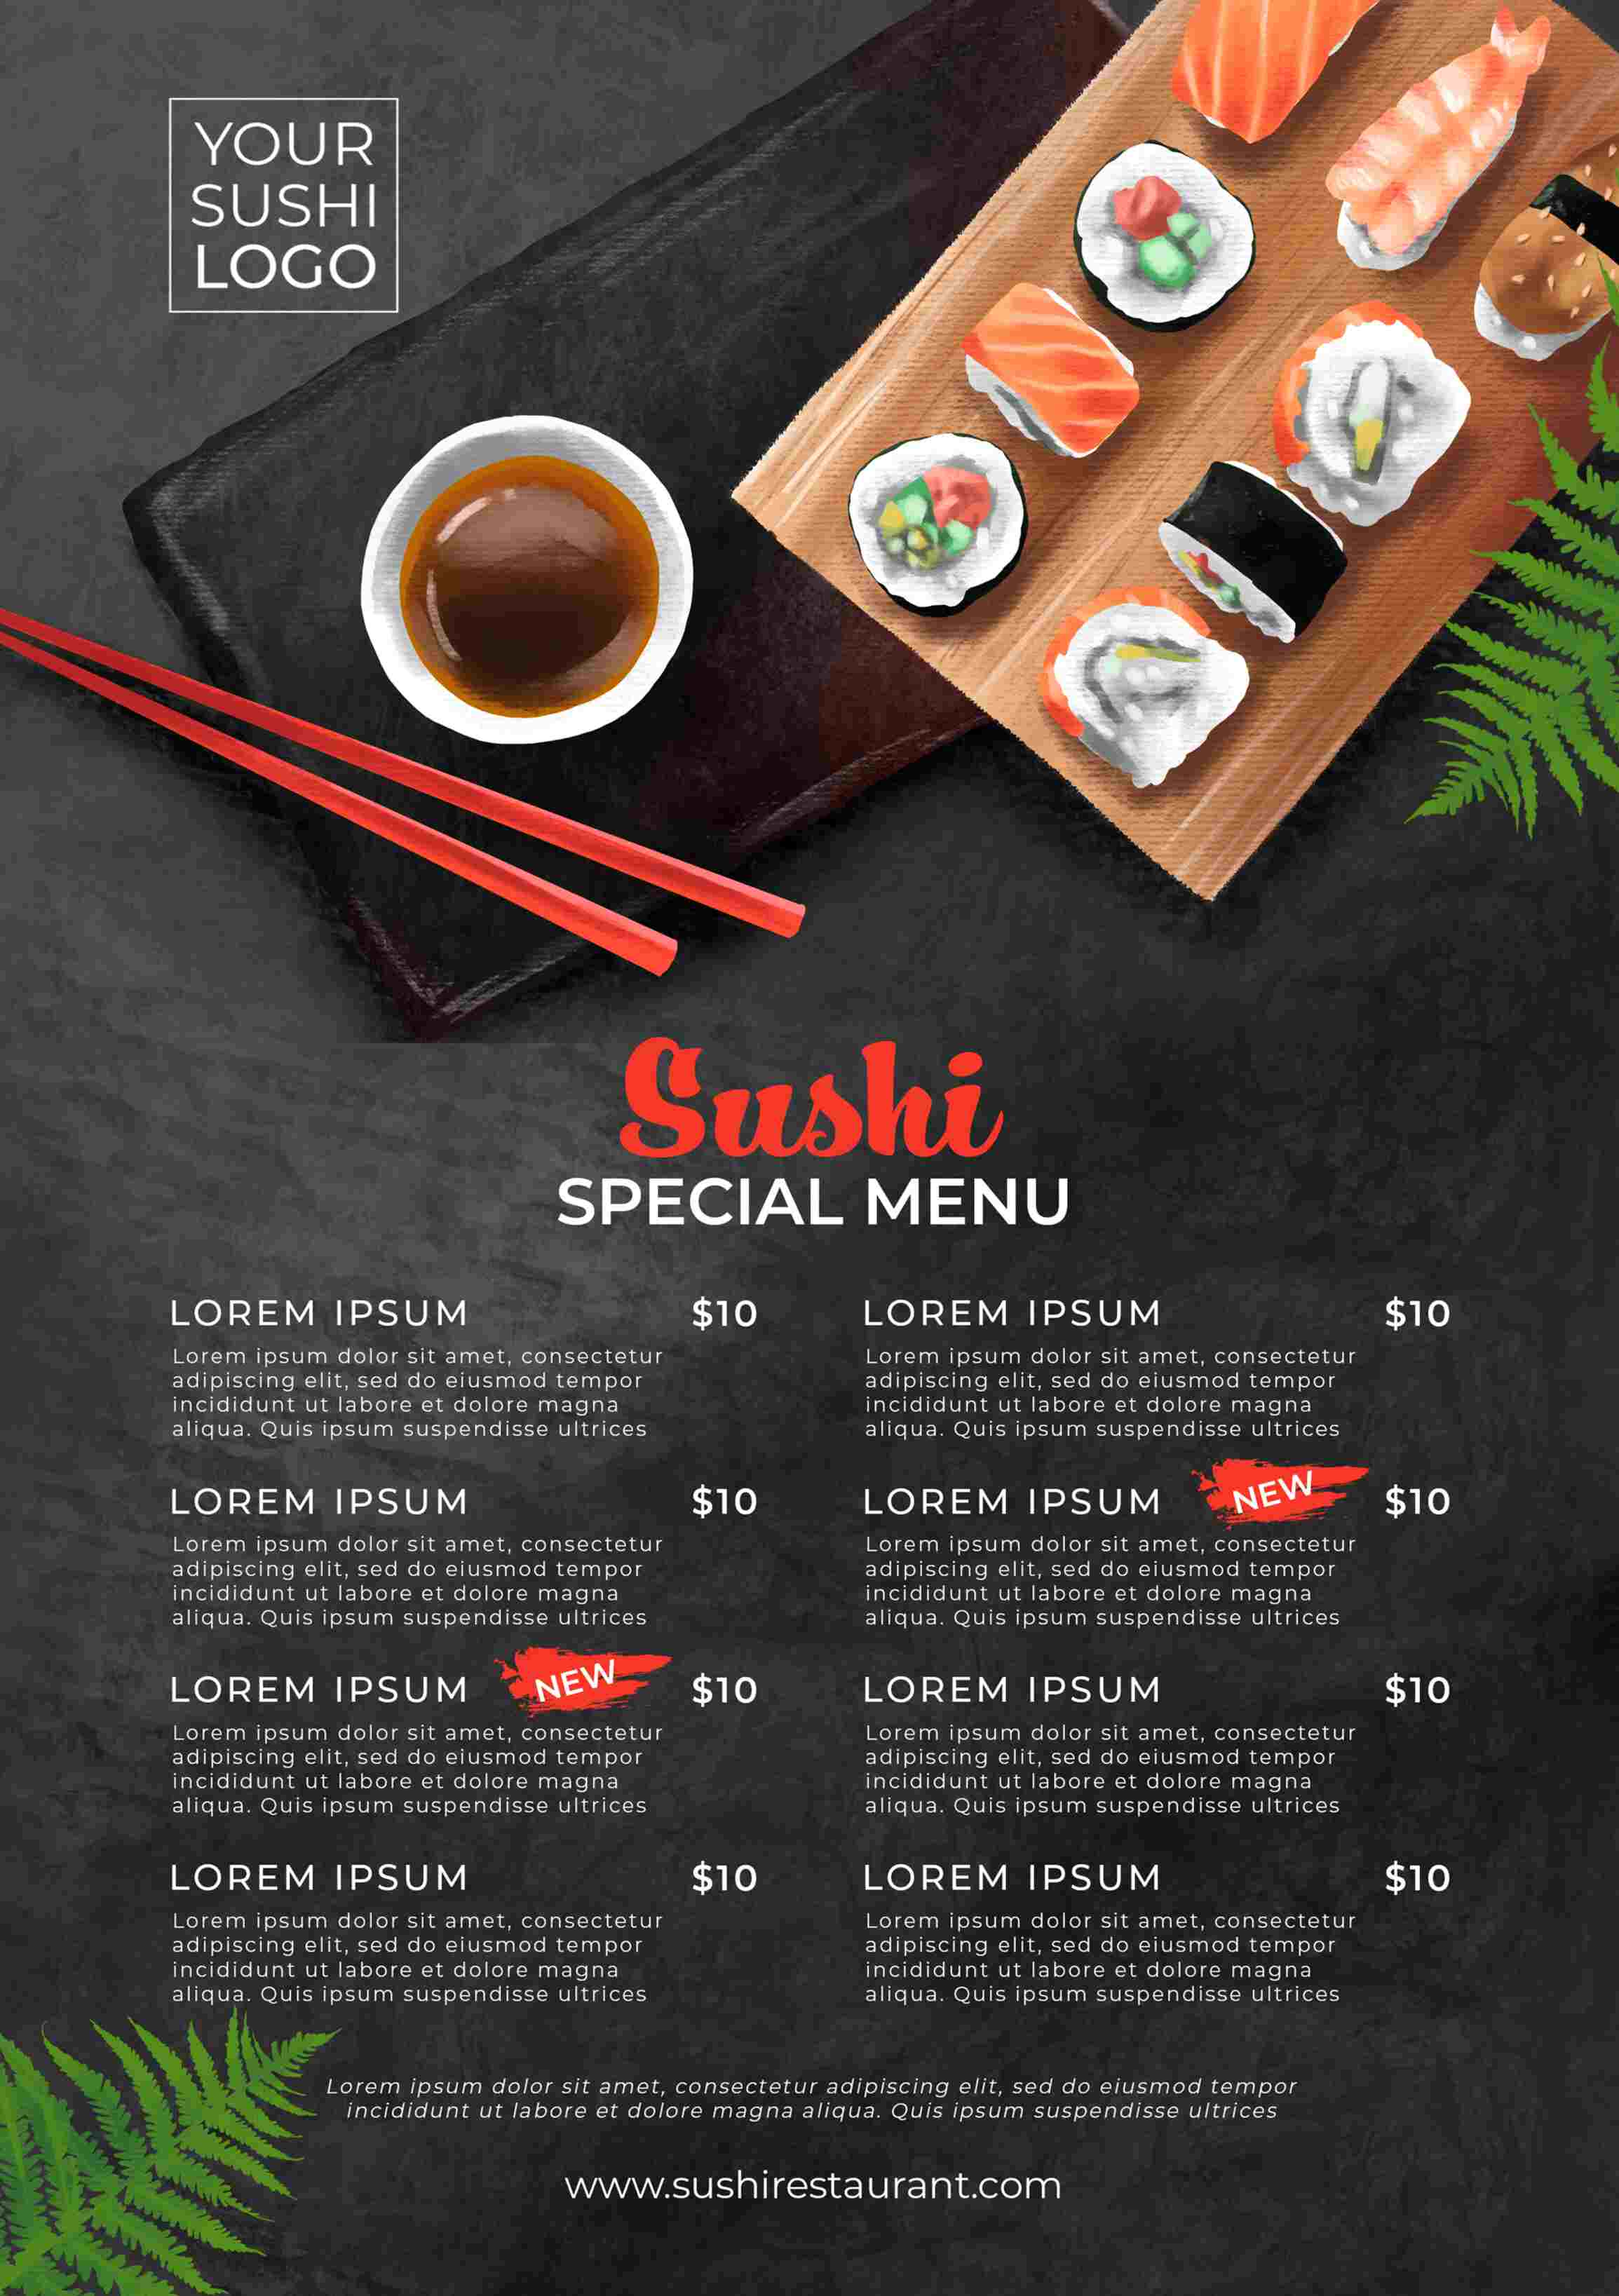 YOUR
SUSHI
LOGO
Sushi
SPECIAL MENU
LOREM IPSUM $10
Lorem ipsum dolor sit amet, consectetur
adipiscing elit, sed do eiusmod tempor
incididunt ut labore et dolore magna
aliqua. Quis ipsum suspendisse ultrices
LOREM IPSUM $10
Lorem ipsum dolor sit amet, consectetur
adipiscing elit, sed do eiusmod tempor
incididunt ut labore et dolore magna
aliqua. Quis ipsum suspendisse ultrices
LOREM IPSUM NEW $10
Lorem ipsum dolor sit amet, consectetur
adipiscing elit, sed do eiusmod tempor
incididunt ut labore et dolore magna
aliqua. Quis ipsum suspendisse ultrices
LOREM IPSUM $10
Lorem ipsum dolor sit amet, consectetur
adipiscing elit, sed do eiusmod tempor
incididunt ut labore et dolore magna
aliqua. Quis ipsum suspendisse ultrices
LOREM IPSUM $10
Lorem ipsum dolor sit amet, consectetur
adipiscing elit, sed do eiusmod tempor
incididunt ut labore et dolore magna
aliqua. Quis ipsum suspendisse ultrices
LOREM IPSUM NEW $10
Lorem ipsum dolor sit amet, consectetur
adipiscing elit, sed do eiusmod tempor
incididunt ut labore et dolore magna
aliqua. Quis ipsum suspendisse ultrices
LOREM IPSUM $10
Lorem ipsum dolor sit amet, consectetur
adipiscing elit, sed do eiusmod tempor
incididunt ut labore et dolore magna
aliqua. Quis ipsum suspendisse ultrices
LOREM IPSUM $10
Lorem ipsum dolor sit amet, consectetur
adipiscing elit, sed do eiusmod tempor
incididunt ut labore et dolore magna
aliqua. Quis ipsum suspendisse ultrices
Lorem ipsum dolor sit amet, consectetur adipiscing elit, sed do eiusmod tempor
incididunt ut labore et dolore magna aliqua. Quis ipsum suspendisse ultrices
www.sushirestaurant.com